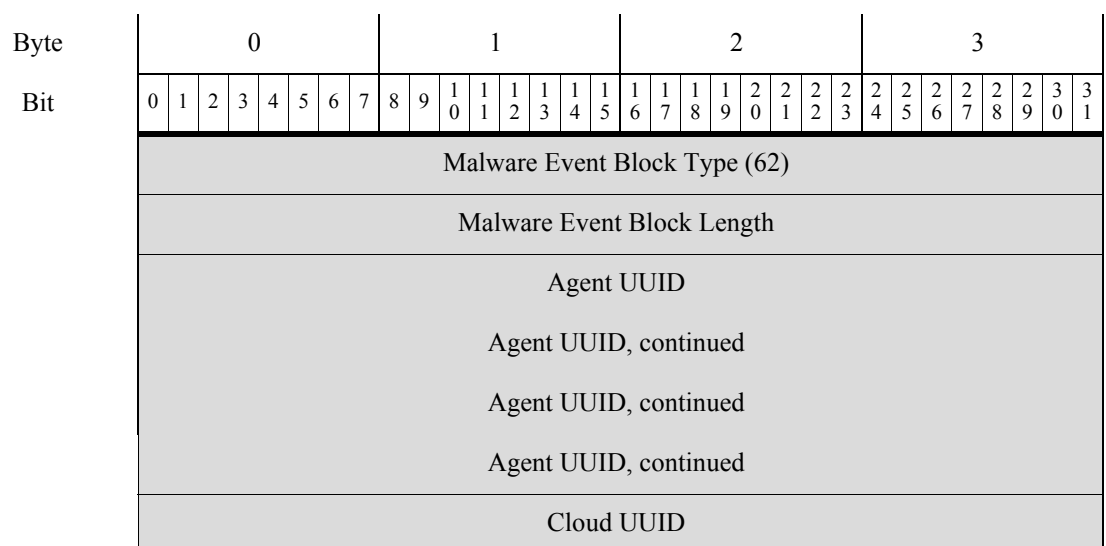 Byte 0 1 2 3
Bit 0 1 2 3 4 5 6 7 8 9 10 11 12 13 14 15 16 17 18 19 20 21 22 23 24 25 26 27 28 29 30 31
Malware Event Block Type (62)
Malware Event Block Length
Agent UUID
Agent UUID, continued
Agent UUID, continued
Agent UUID, continued
Cloud UUID